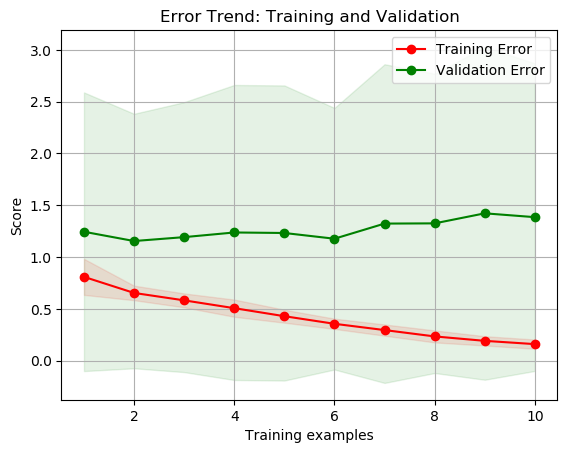 Error Trend: Training and Validation
Training Error
Validation Error
3.0
2.5
2.0
1.5
1.0
0.5
0.0
Score
2 4 6 8 10
Training examples